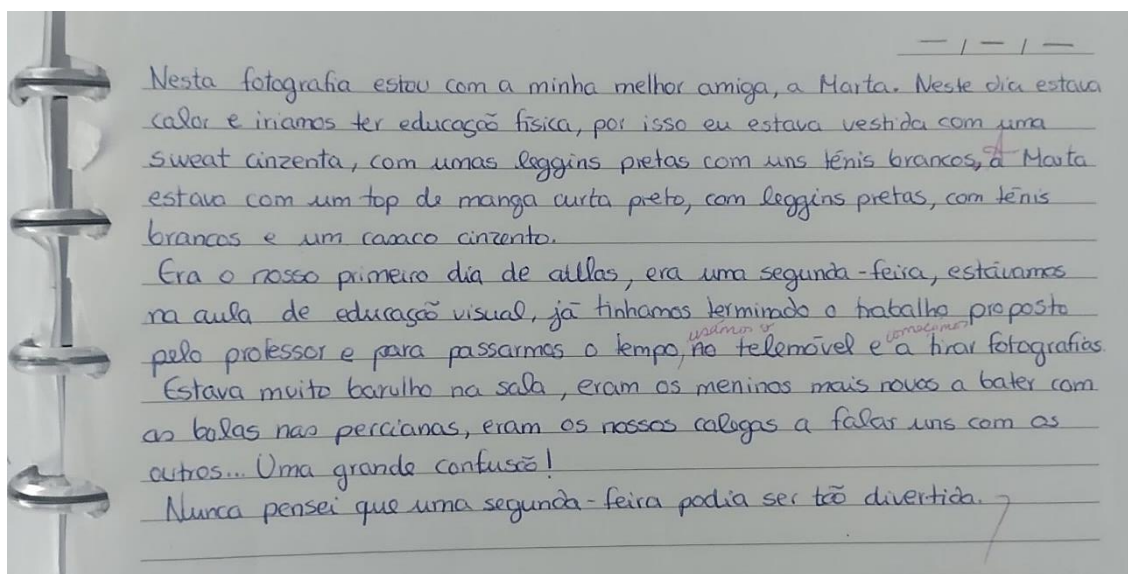 — / — / —
Nesta fotografia estou com a minha melhor amiga, a Marta. Neste dia estava
calor e iriamos ter educação física, por isso eu estava vestida com uma
sweat cinzenta, com umas leggins pretas com uns ténis brancos, a Marta
estava com um top de manga curta preto, com leggins pretas, com ténis
brancos e um casaco cinzento.
Era o nosso primeiro dia de aulas, era uma segunda-feira, estávamos
na aula de educação visual, já tinhamos terminado o trabalho proposto
usámos o começámos
pelo professor e para passarmos o tempo, no telemóvel e a tirar fotografias.
Estava muito barulho na sala, eram os meninos mais novos a bater com
as bolas nas percianas, eram os nossos calogas a falar uns com os
outros... Uma grande confusão!
Nunca pensei que uma segunda-feira podia ser tão divertida.